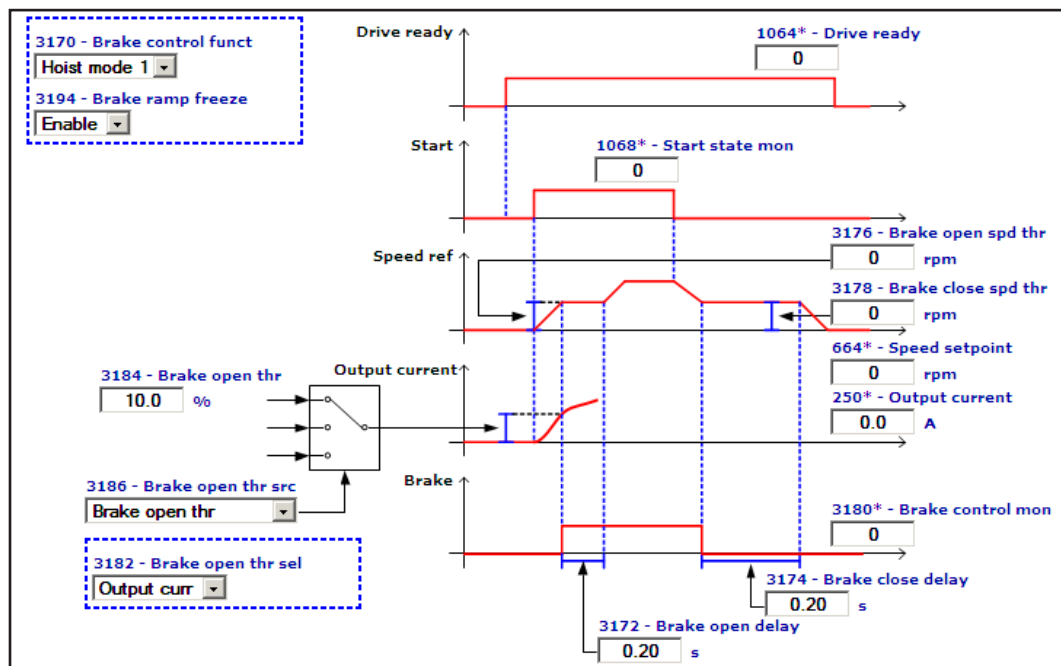 3170 - Brake control funct
Hoist mode 1
3194 - Brake ramp freeze
Enable
Drive ready
1064* - Drive ready
0
Start
1068* - Start state mon
0
Speed ref
3176 - Brake open spd thr
0 rpm
3178 - Brake close spd thr
0 rpm
664* - Speed setpoint
0 rpm
3184 - Brake open thr
10.0 %
Output current
250* - Output current
0.0 A
3186 - Brake open thr src
Brake open thr
Brake
3180* - Brake control mon
0
3182 - Brake open thr sel
Output curr
3174 - Brake close delay
0.20 s
3172 - Brake open delay
0.20 s